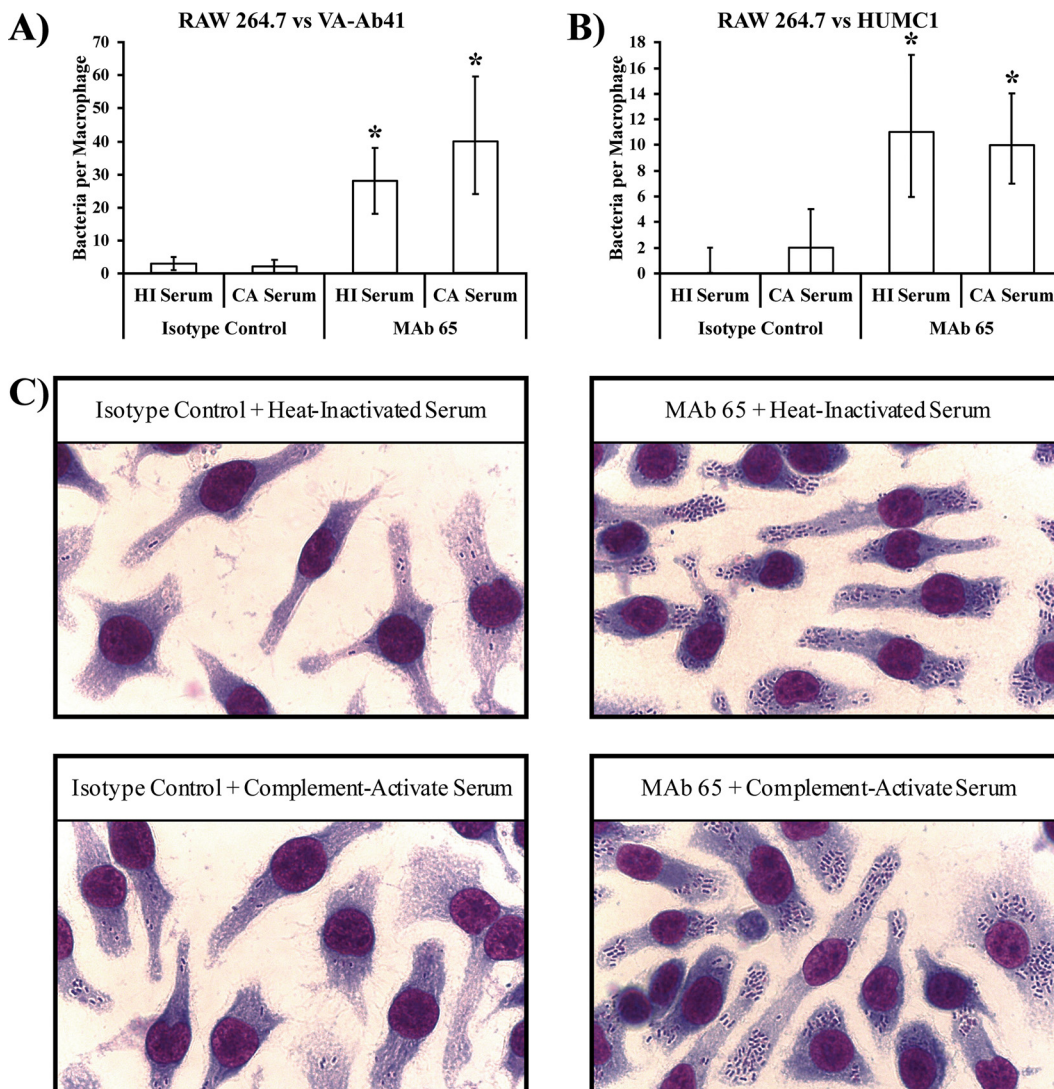 A)
RAW 264.7 vs VA-Ab41
Bacteria per Macrophage
70
60
50
40
30
20
10
0
*
*
HI Serum
CA Serum
HI Serum
CA Serum
Isotype Control
MAb 65
B)
RAW 264.7 vs HUMC1
Bacteria per Macrophage
18
16
14
12
10
8
6
4
2
0
*
*
HI Serum
CA Serum
HI Serum
CA Serum
Isotype Control
MAb 65
C)
Isotype Control + Heat-Inactivated Serum
MAb 65 + Heat-Inactivated Serum
Isotype Control + Complement-Activate Serum
MAb 65 + Complement-Activate Serum